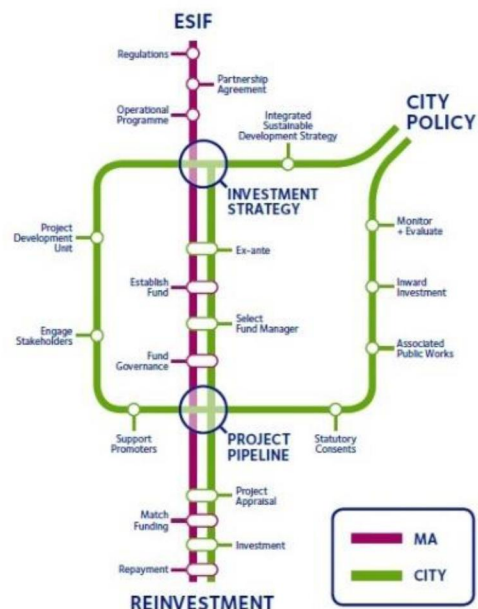 ESIF
Regulations
Partnership
Agreement
Operational
Programme
Integrated
Sustainable
Development Strategy
CITY
POLICY
INVESTMENT
STRATEGY
Project
Development
Unit
Monitor
+ Evaluate
Ex-ante
Establish
Fund
Inward
Investment
Select
Fund Manager
Engage
Stakeholders
Fund
Governance
Associated
Public Works
Support
Promoters
PROJECT
PIPELINE
Statutory
Consents
Project
Appraisal
Match
Funding
Investment
Repayment
REINVESTMENT
MA
CITY